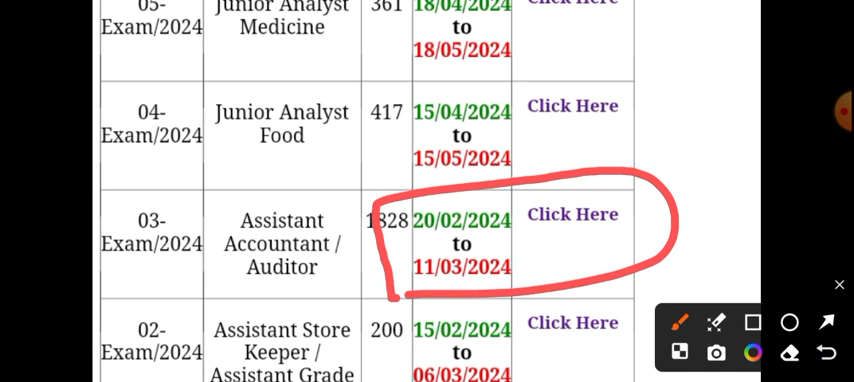 05-
Exam/2024
Junior Analyst
Medicine
361
18/04/2024
to
18/05/2024
Click Here
04-
Exam/2024
Junior Analyst
Food
417
15/04/2024
to
15/05/2024
Click Here
03-
Exam/2024
Assistant
Accountant /
Auditor
1828
20/02/2024
to
11/03/2024
Click Here
02-
Exam/2024
Assistant Store
Keeper /
Assistant Grade
200
15/02/2024
to
06/03/2024
Click Here